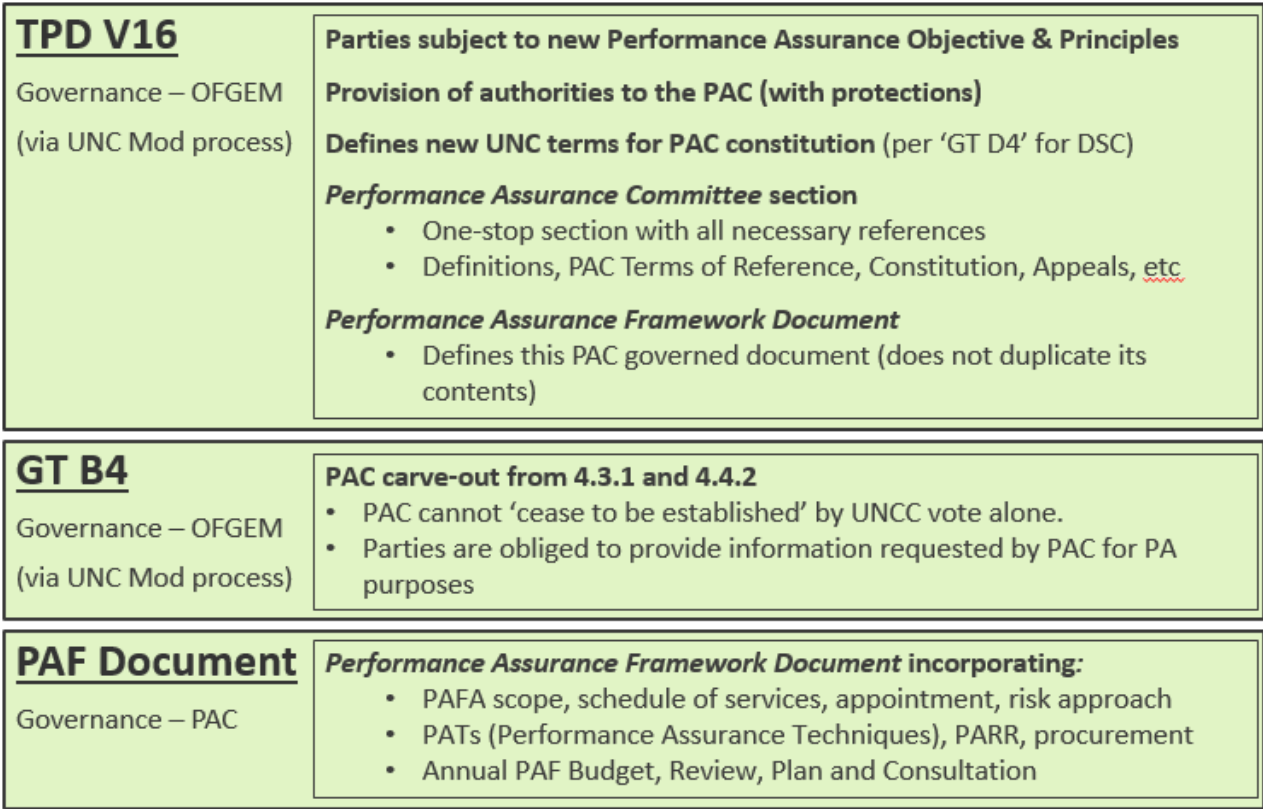 TPD V16
Governance – OFGEM
(via UNC Mod process)
Parties subject to new Performance Assurance Objective & Principles
Provision of authorities to the PAC (with protections)
Defines new UNC terms for PAC constitution (per ‘GT D4’ for DSC)
Performance Assurance Committee section
• One-stop section with all necessary references
• Definitions, PAC Terms of Reference, Constitution, Appeals, etc
Performance Assurance Framework Document
• Defines this PAC governed document (does not duplicate its
contents)
GT B4
Governance – OFGEM
(via UNC Mod process)
PAC carve-out from 4.3.1 and 4.4.2
• PAC cannot ‘cease to be established’ by UNCC vote alone.
• Parties are obliged to provide information requested by PAC for PA
purposes
PAF Document
Governance – PAC
Performance Assurance Framework Document incorporating:
• PAFA scope, schedule of services, appointment, risk approach
• PATs (Performance Assurance Techniques), PARR, procurement
• Annual PAF Budget, Review, Plan and Consultation